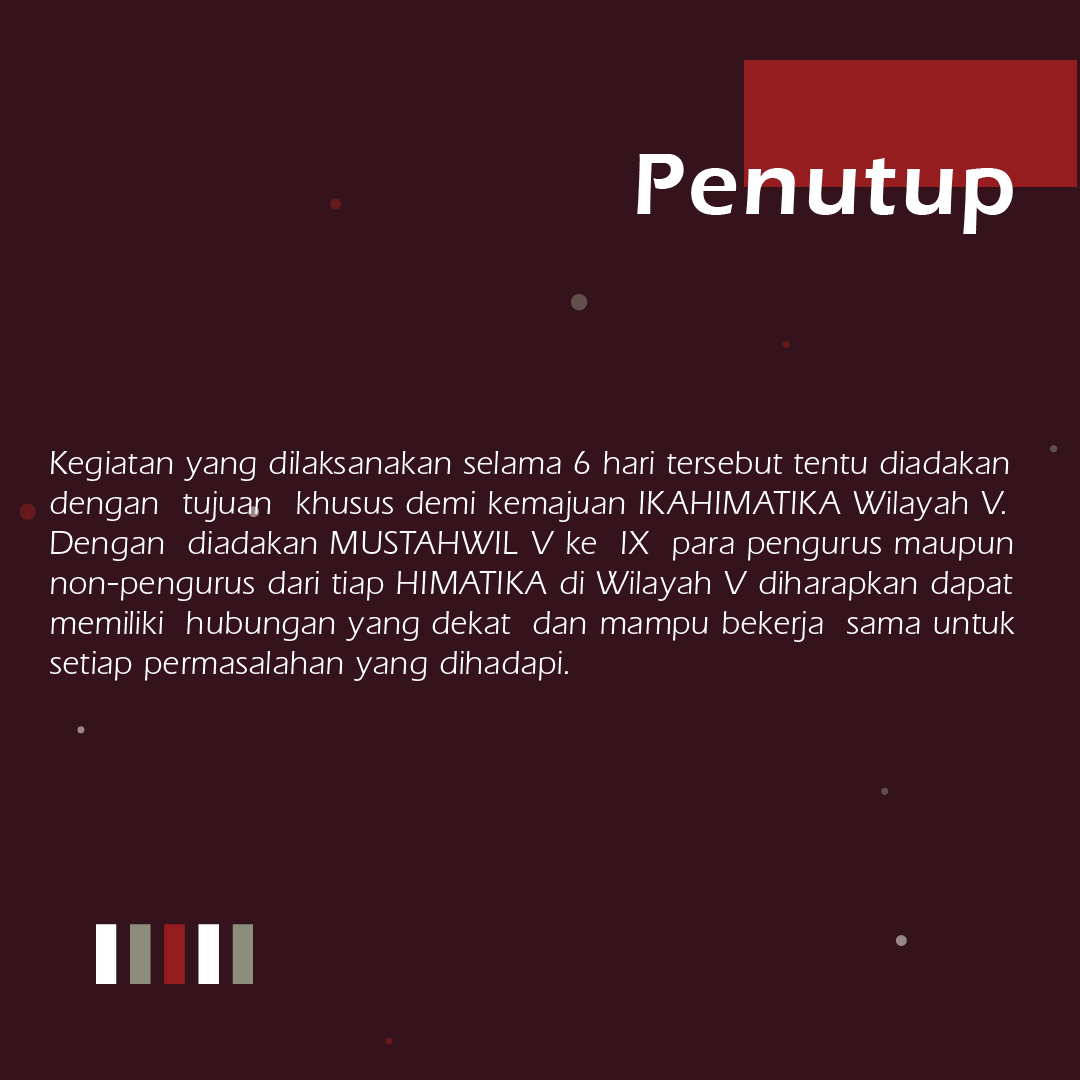 Penutup
Kegiatan yang dilaksanakan selama 6 hari tersebut tentu diadakan
dengan tujuan khusus demi kemajuan IKAHIMATIKA Wilayah V.
Dengan diadakan MUSTAHWIL V ke IX para pengurus maupun
non-pengurus dari tiap HIMATIKA di Wilayah V diharapkan dapat
memiliki hubungan yang dekat dan mampu bekerja sama untuk
setiap permasalahan yang dihadapi.